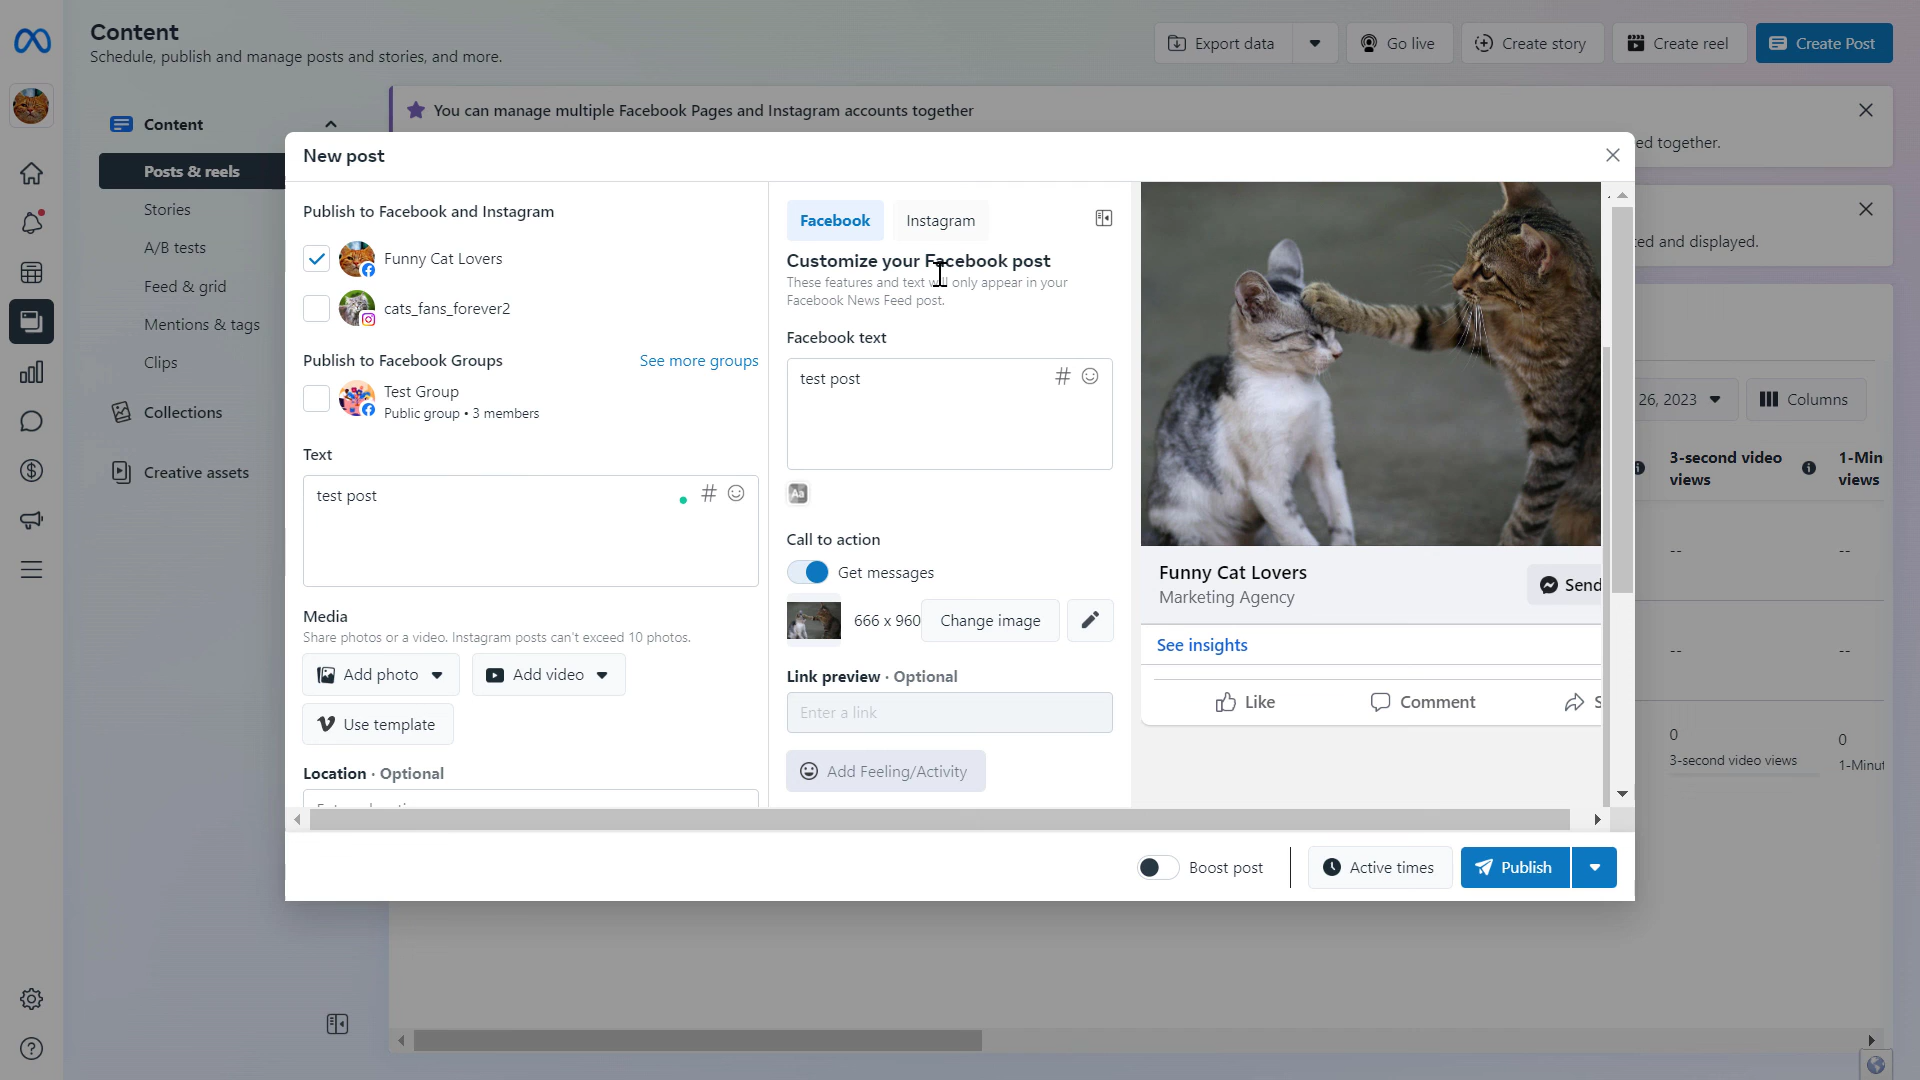 Content
Schedule, publish and manage posts and stories, and more.
Export data
Go live
Create story
Create reel
Create Post
You can manage multiple Facebook Pages and Instagram accounts together
ed together.
ed and displayed.
Content
Posts & reels
Stories
A/B tests
Feed & grid
Mentions & tags
Clips
Collections
Creative assets
New post
Publish to Facebook and Instagram
Funny Cat Lovers
cats_fans_forever2
Publish to Facebook Groups
See more groups
Test Group
Public group • 3 members
Text
test post
Media
Share photos or a video. Instagram posts can't exceed 10 photos.
Add photo
Add video
Use template
Location · Optional
Facebook
Instagram
Customize your Facebook post
These features and text will only appear in your
Facebook News Feed post.
Facebook text
test post
Aa
Call to action
Get messages
666 x 960
Change image
Link preview · Optional
Enter a link
Add Feeling/Activity
Funny Cat Lovers
Marketing Agency
Send
See insights
Like
Comment
S
Boost post
Active times
Publish
26, 2023
Columns
3-second video
views
1-Min
views
--
--
--
--
0
3-second video views
0
1-Minut